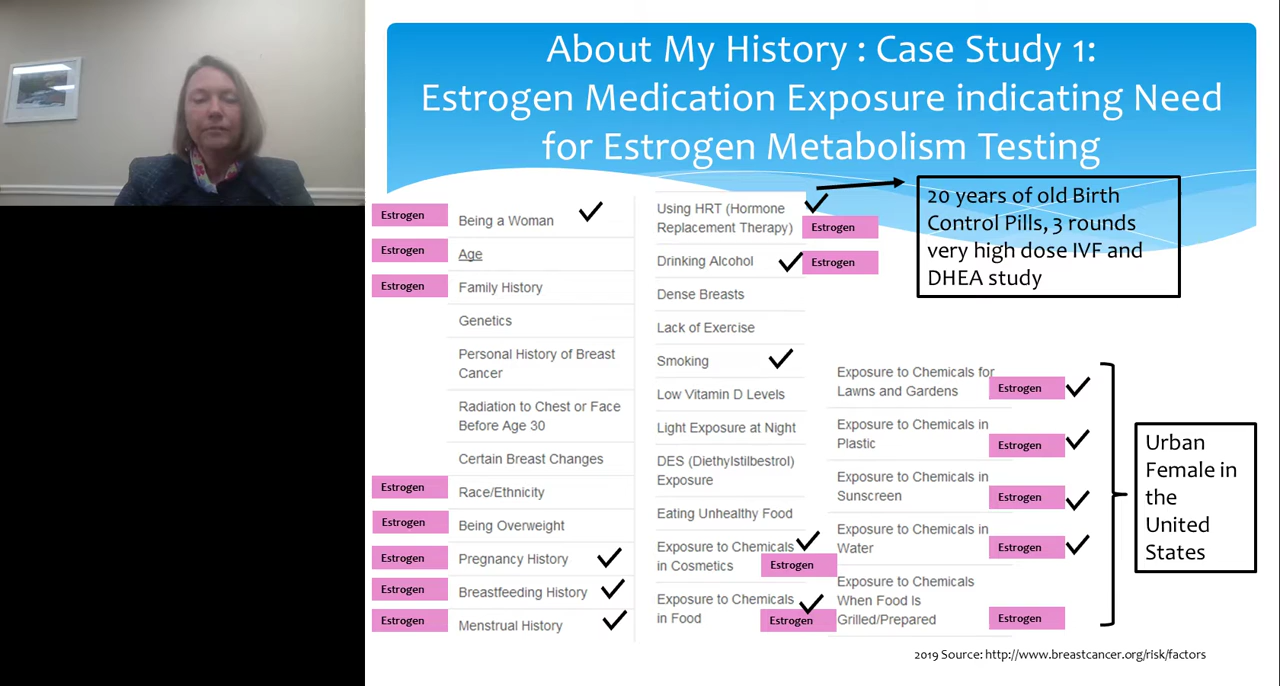 About My History : Case Study 1:
Estrogen Medication Exposure indicating Need
for Estrogen Metabolism Testing
Estrogen
Being a Woman
Estrogen
Age
Estrogen
Family History
Genetics
Personal History of Breast
Cancer
Radiation to Chest or Face
Before Age 30
Certain Breast Changes
Estrogen
Race/Ethnicity
Estrogen
Being Overweight
Estrogen
Pregnancy History
Estrogen
Breastfeeding History
Estrogen
Menstrual History
Using HRT (Hormone
Replacement Therapy)
Estrogen
Drinking Alcohol
Estrogen
Dense Breasts
Lack of Exercise
Smoking
Low Vitamin D Levels
Light Exposure at Night
DES (Diethylstilbestrol)
Exposure
Eating Unhealthy Food
Exposure to Chemicals
in Cosmetics
Estrogen
Exposure to Chemicals
in Food
Estrogen
20 years of old Birth
Control Pills, 3 rounds
very high dose IVF and
DHEA study
Exposure to Chemicals for
Lawns and Gardens
Estrogen
Exposure to Chemicals in
Plastic
Estrogen
Exposure to Chemicals in
Sunscreen
Estrogen
Exposure to Chemicals in
Water
Estrogen
Exposure to Chemicals
When Food Is
Grilled/Prepared
Estrogen
Urban
Female in
the
United
States
2019 Source: http://www.breastcancer.org/risk/factors